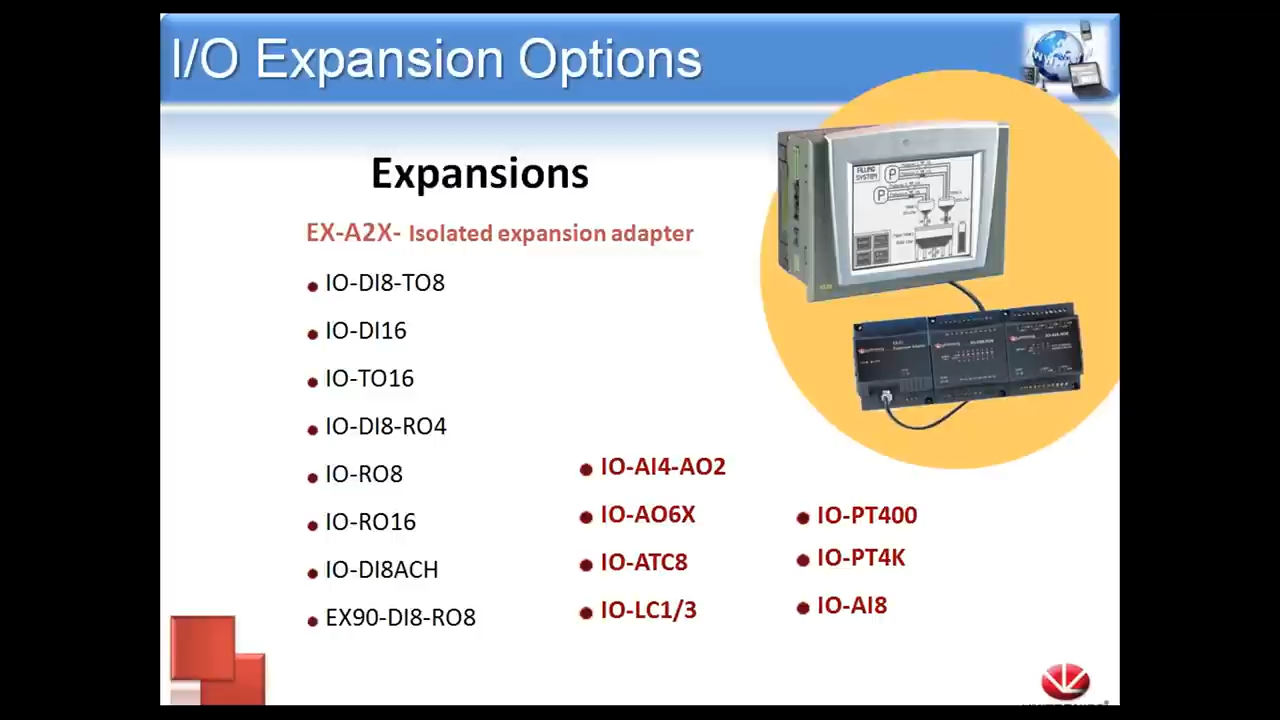 I/O Expansion Options
Expansions
EX-A2X- Isolated expansion adapter
IO-DI8-TO8
IO-DI16
IO-TO16
IO-DI8-RO4
IO-RO8
IO-RO16
IO-DI8ACH
EX90-DI8-RO8
IO-AI4-AO2
IO-AO6X
IO-ATC8
IO-LC1/3
IO-PT400
IO-PT4K
IO-AI8
FILLING
SYSTEM
P
P